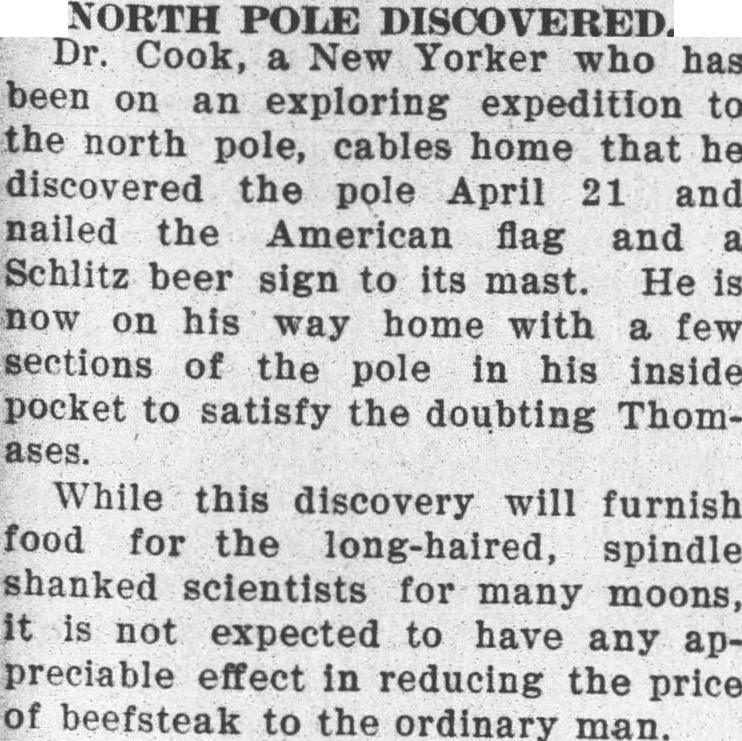 NORTH POLE DISCOVERED.
Dr. Cook, a New Yorker who has
been on an exploring expedition to
the north pole, cables home that he
discovered the pole April 21 and
nailed the American flag and a
Schlitz beer sign to its mast. He is
now on his way home with a few
sections of the pole in his inside
pocket to satisfy the doubting Thom-
ases.
While this discovery will furnish
food for the long-haired, spindle
shanked scientists for many moons,
it is not expected to have any ap-
preciable effect in reducing the price
of beefsteak to the ordinary man.